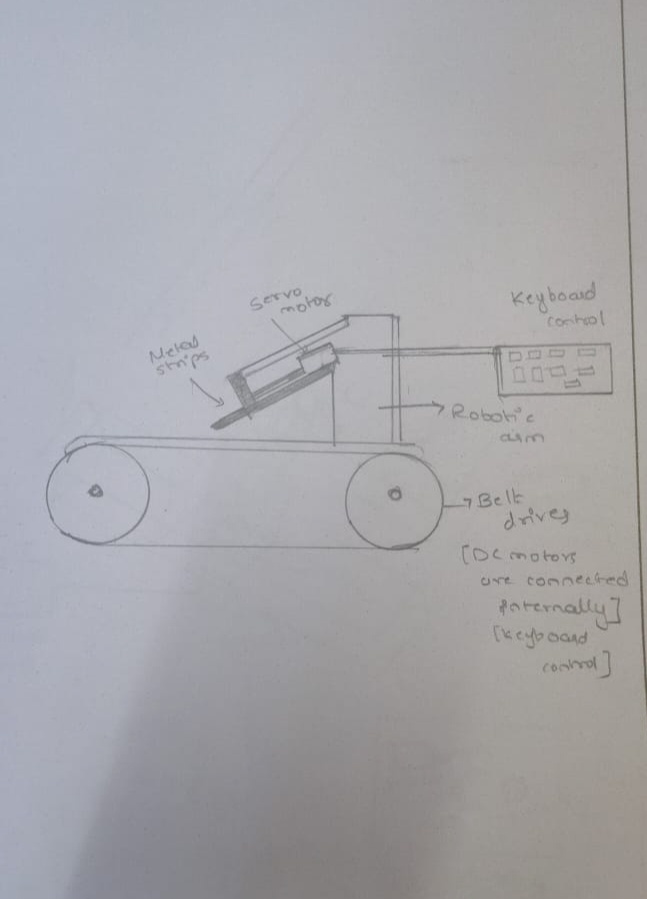 Servo
motor
Keyboard
control
Metal
strips
Robotic
arm
Belt
drives
[DC motors
are connected
internally]
[Keyboard
control]